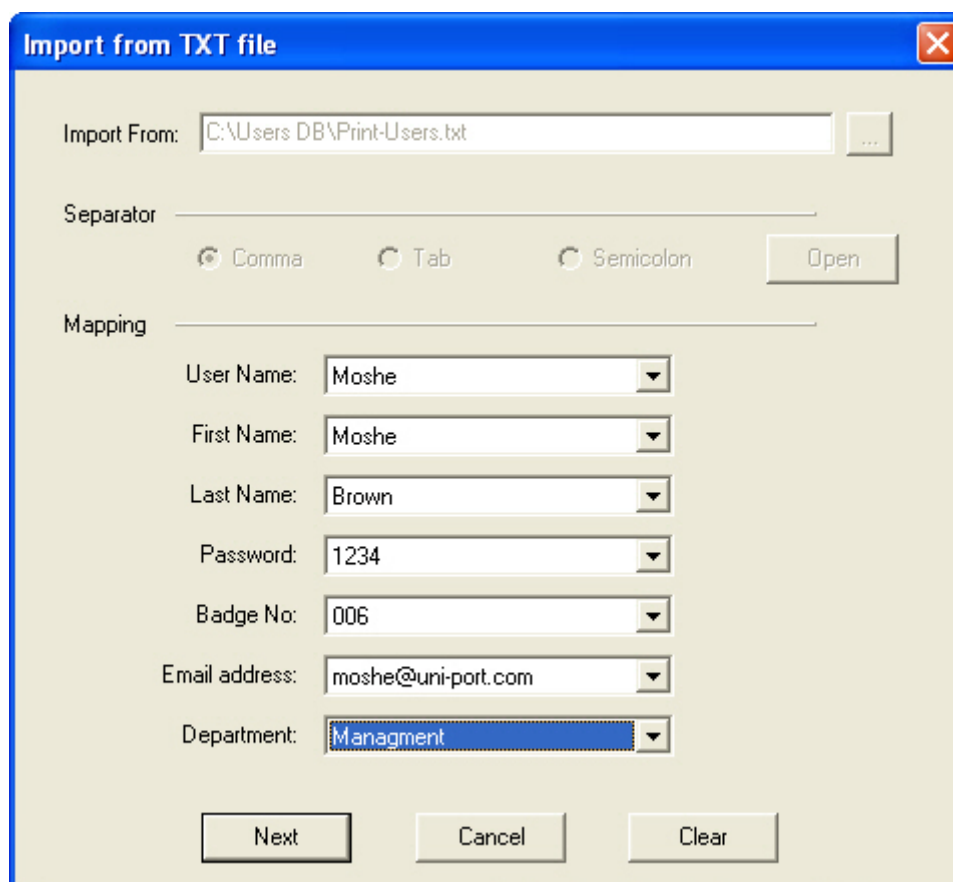 Import from TXT file
Import From: C:\Users DB\Print-Users.txt ...
Separator
Comma Tab Semicolon Open
Mapping
User Name: Moshe
First Name: Moshe
Last Name: Brown
Password: 1234
Badge No: 006
Email address: moshe@uni-port.com
Department: Managment
Next Cancel Clear